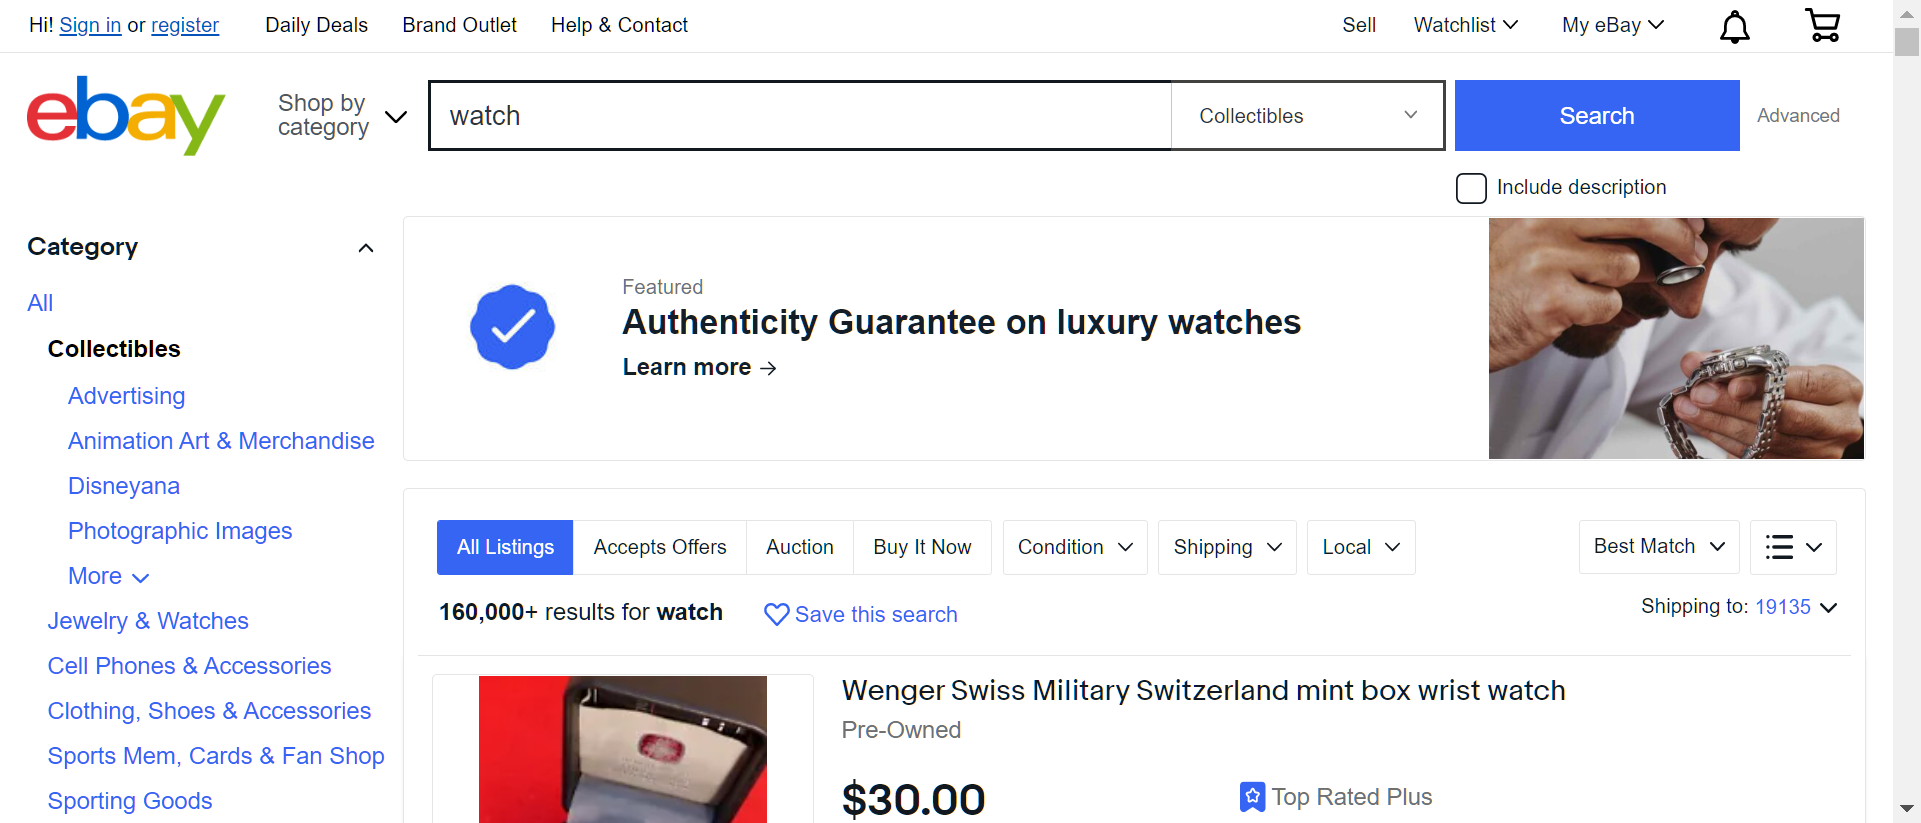 Hi! Sign in or register
Daily Deals
Brand Outlet
Help & Contact
Sell
Watchlist
My eBay
ebay
Shop by
category
watch
Collectibles
Search
Advanced
Include description
Category
All
Collectibles
Advertising
Animation Art & Merchandise
Disneyana
Photographic Images
More
Jewelry & Watches
Cell Phones & Accessories
Clothing, Shoes & Accessories
Sports Mem, Cards & Fan Shop
Sporting Goods
Featured
Authenticity Guarantee on luxury watches
Learn more →
All Listings
Accepts Offers
Auction
Buy It Now
Condition
Shipping
Local
Best Match
160,000+ results for watch
Save this search
Shipping to: 19135
Wenger Swiss Military Switzerland mint box wrist watch
Pre-Owned
$30.00
Top Rated Plus